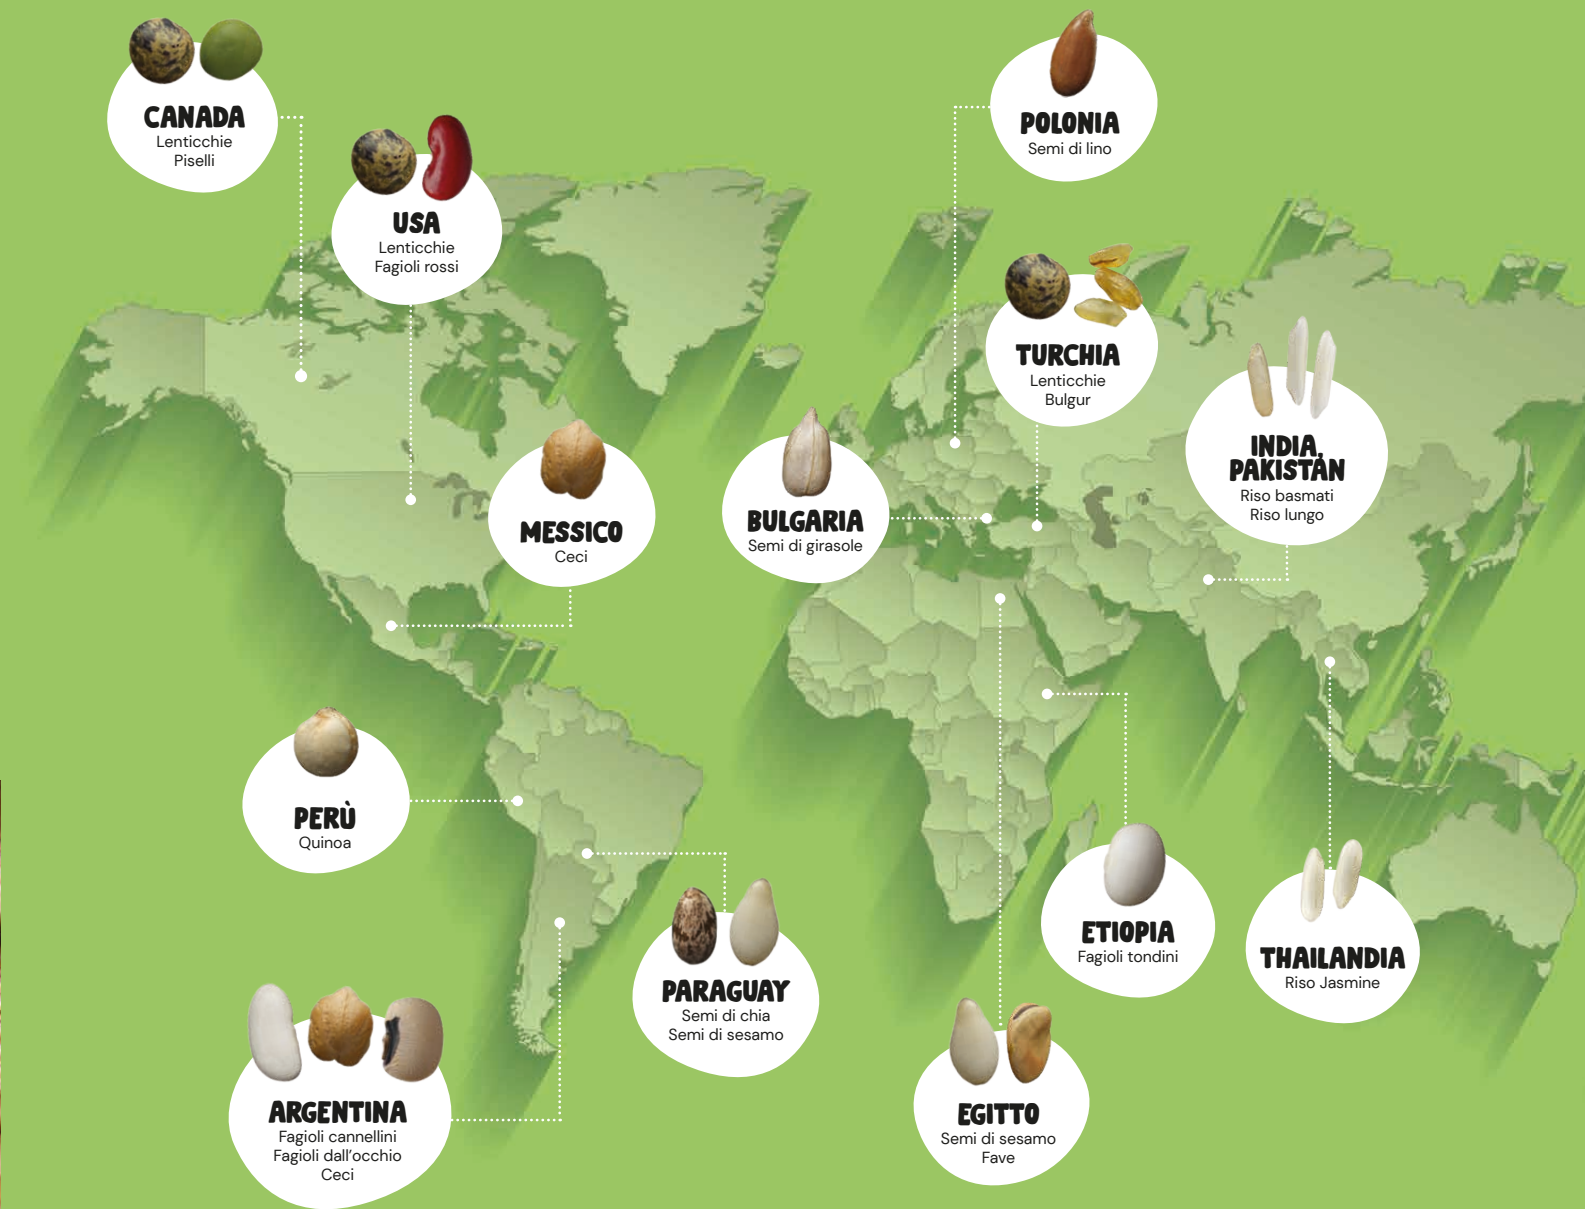 CANADA
Lenticchie
Piselli
USA
Lenticchie
Fagioli rossi
POLONIA
Semi di lino
TURCHIA
Lenticchie
Bulgur
INDIA,
PAKISTAN
Riso basmati
Riso lungo
MESSICO
Ceci
BULGARIA
Semi di girasole
PERÙ
Quinoa
PARAGUAY
Semi di chia
Semi di sesamo
ETIOPIA
Fagioli tondini
THAILANDIA
Riso Jasmine
ARGENTINA
Fagioli cannellini
Fagioli dall'occhio
Ceci
EGITTO
Semi di sesamo
Fave